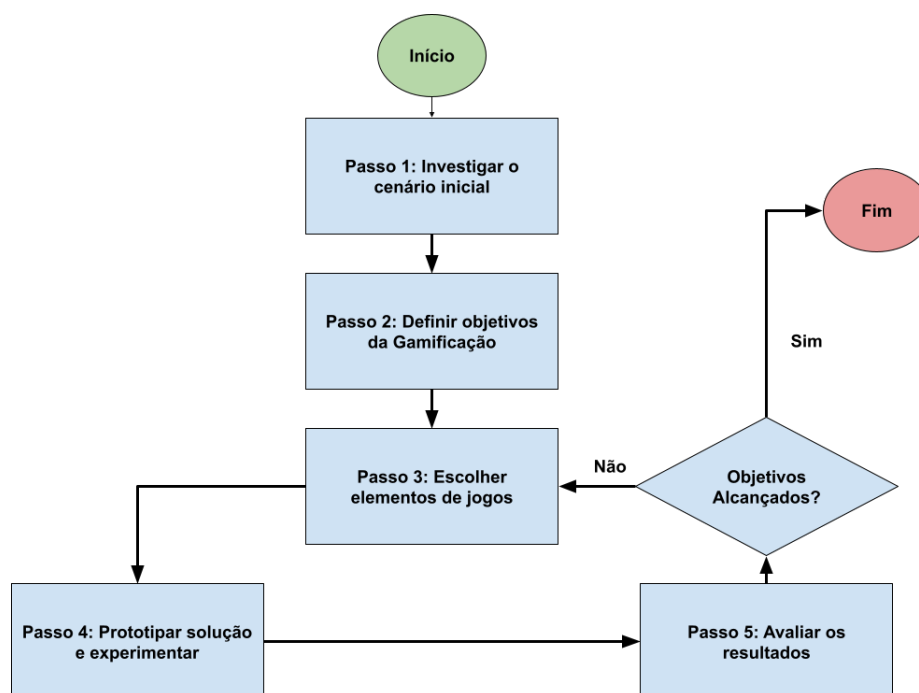 Início
Passo 1: Investigar o
cenário inicial
Fim
Passo 2: Definir objetivos
da Gamificação
Sim
Passo 3: Escolher
elementos de jogos
Não
Objetivos
Alcançados?
Passo 4: Prototipar solução
e experimentar
Passo 5: Avaliar os
resultados